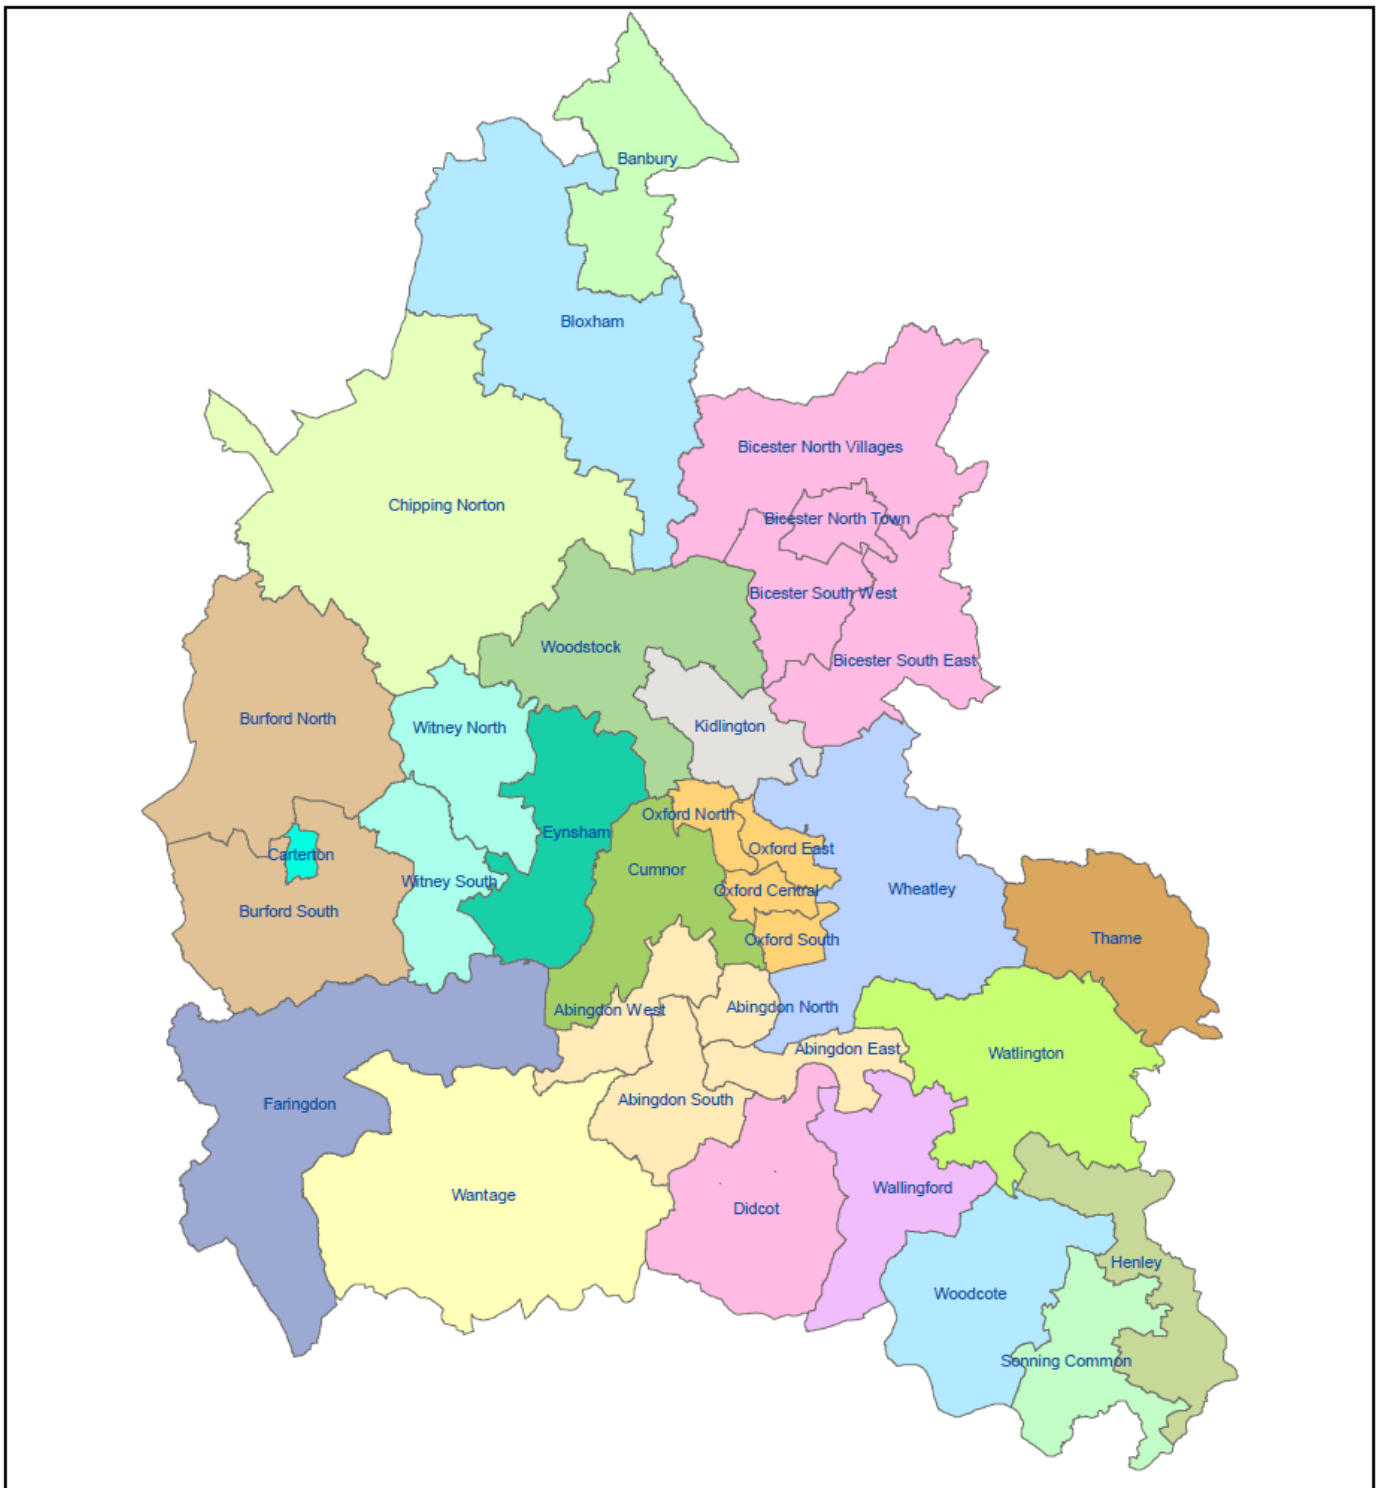 Banbury
Bloxham
Bicester North Villages
Chipping Norton
Bicester North Town
Bicester South West
Woodstock
Bicester South East
Burford North
Witney North
Kidlington
Oxford North
Eynsham
Oxford East
Carterton
Cumnor
Witney South
Oxford Central
Wheatley
Burford South
Oxford South
Thame
Abingdon West
Abingdon North
Abingdon East
Watlington
Faringdon
Abingdon South
Wantage
Wallingford
Didcot
Henley
Woodcote
Sonning Common